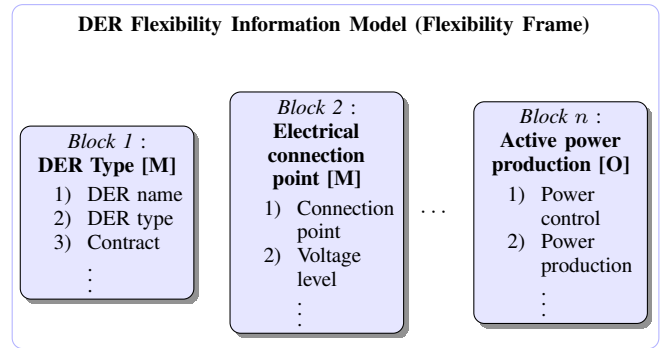 DER Flexibility Information Model (Flexibility Frame)
Block 1 :
DER Type [M]
1) DER name
2) DER type
3) Contract
⋮
Block 2 :
Electrical
connection
point [M]
1) Connection
point
2) Voltage
level
⋮
...
Block n :
Active power
production [O]
1) Power
control
2) Power
production
⋮